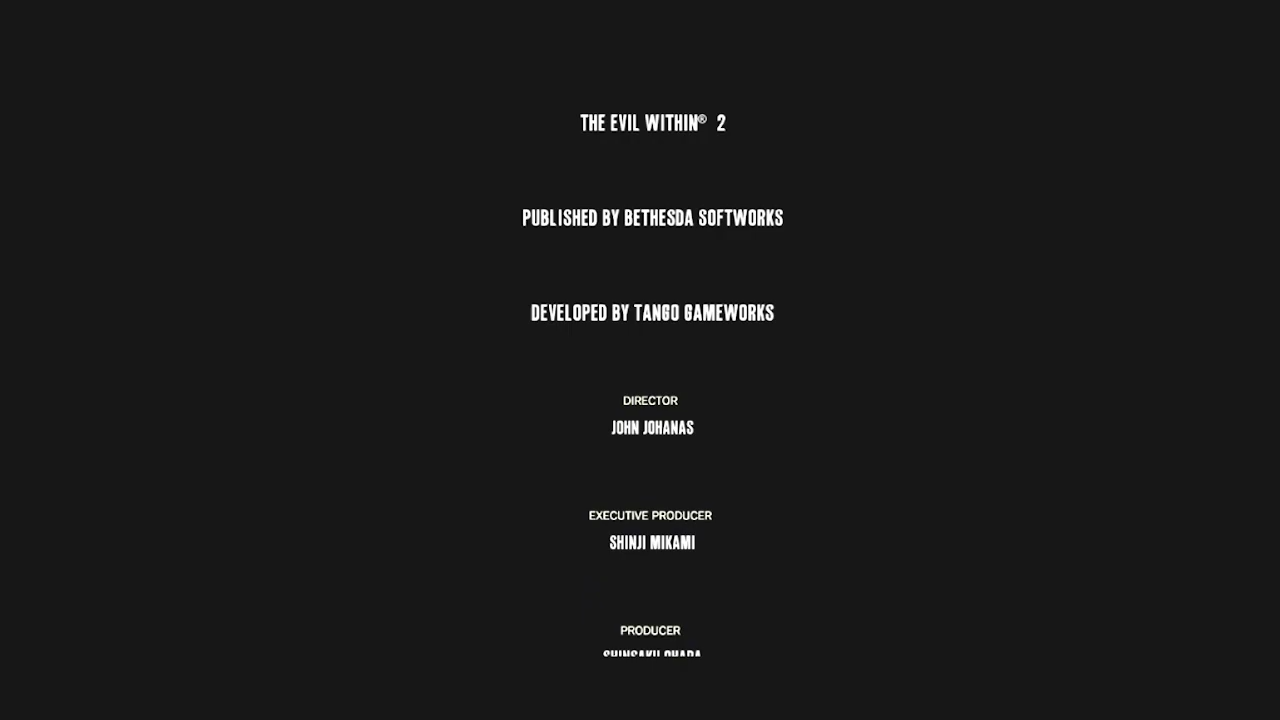 THE EVIL WITHIN® 2
PUBLISHED BY BETHESDA SOFTWORKS
DEVELOPED BY TANGO GAMEWORKS
DIRECTOR
JOHN JOHANAS
EXECUTIVE PRODUCER
SHINJI MIKAMI
PRODUCER